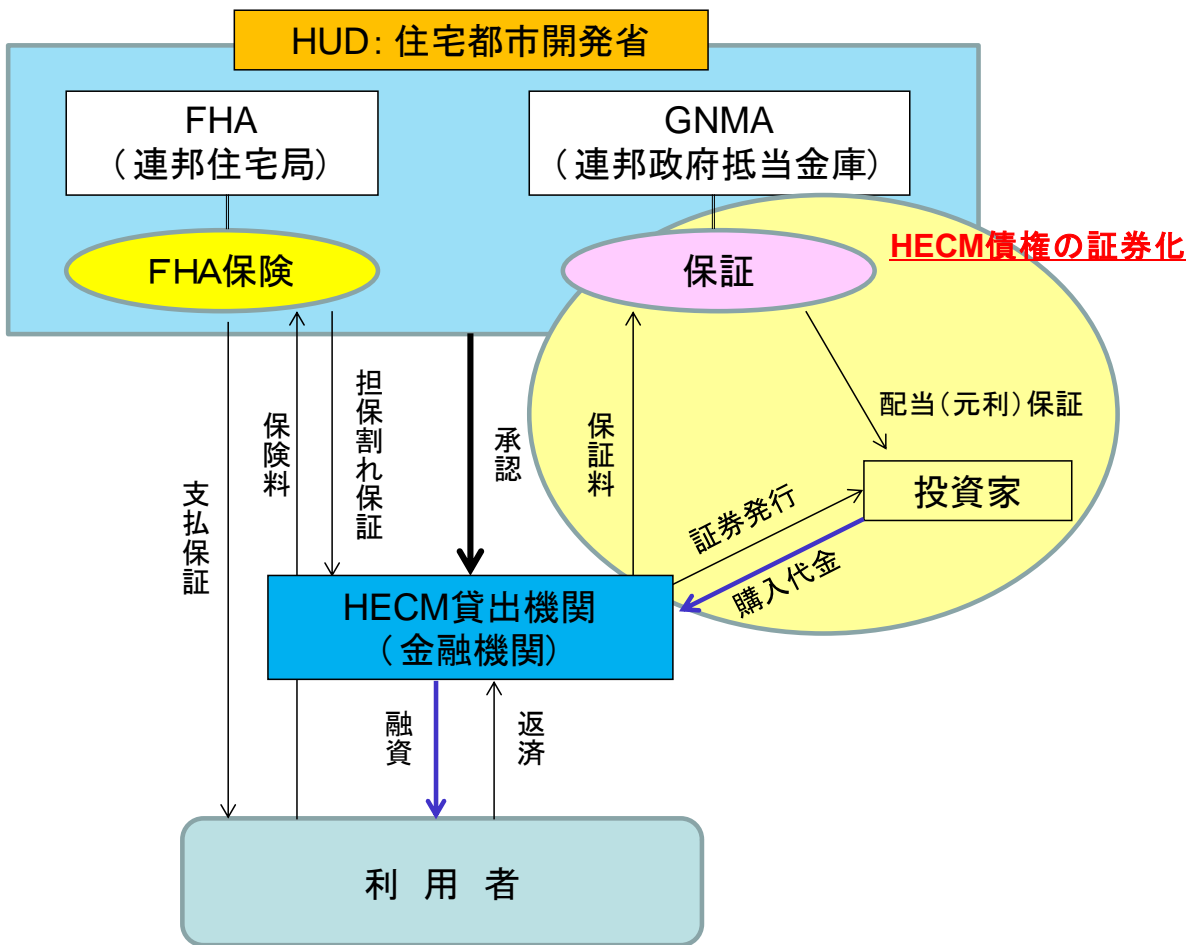 HUD：住宅都市開発省
FHA
（連邦住宅局）
GNMA
（連邦政府抵当金庫）
HECM債権の証券化
ＦHA保険
保証
配当（元利）保証
支払保証
保険料
担保割れ保証
承認
保証料
証券発行
投資家
購入代金
HECM貸出機関
（金融機関）
融資
返済
利 用 者